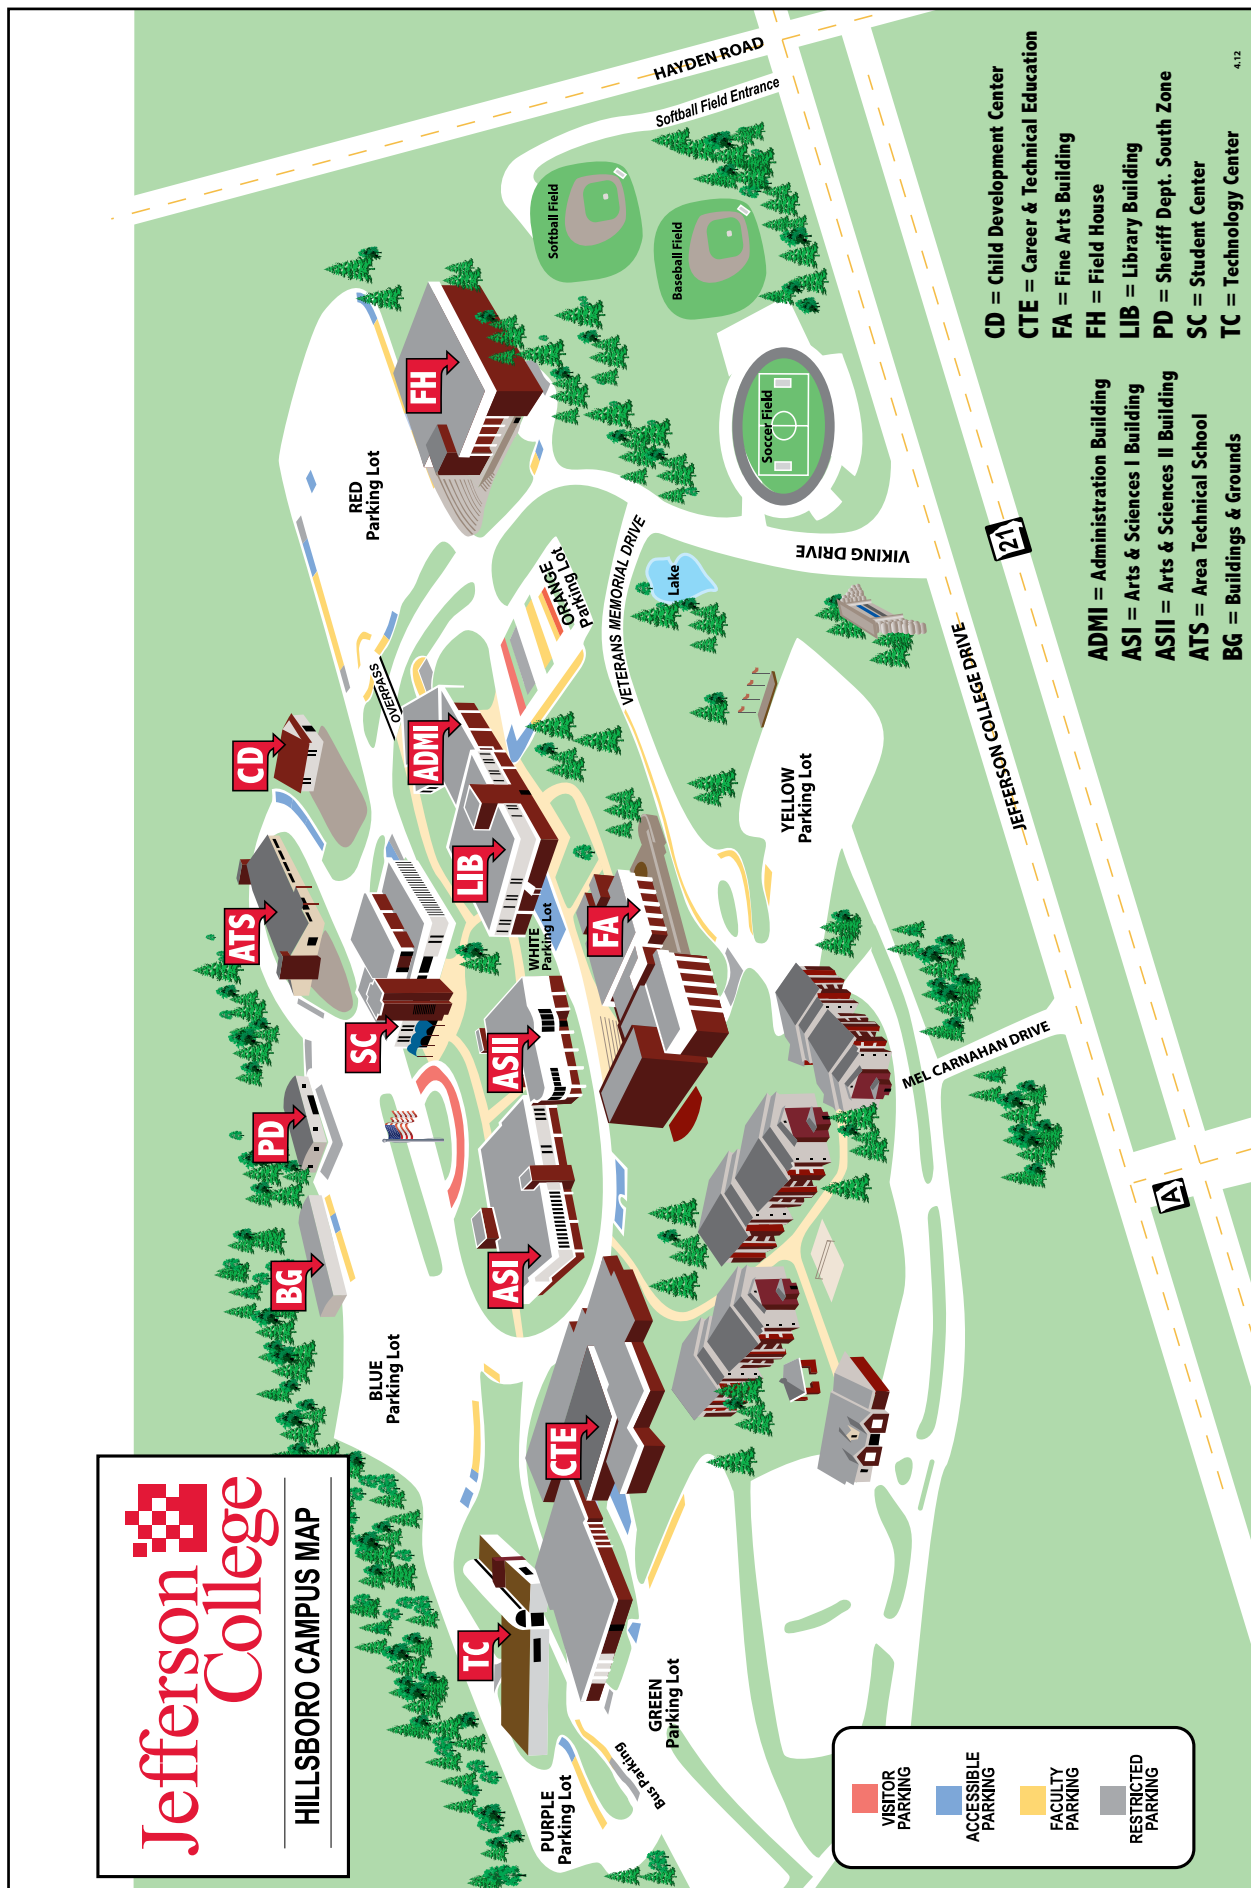 Jefferson
College
HILLSBORO CAMPUS MAP
HAYDEN ROAD
Softball Field Entrance
Softball Field
Baseball Field
Soccer Field
FH
RED
Parking Lot
ORANGE
Parking Lot
VETERANS MEMORIAL DRIVE
VIKING DRIVE
Lake
OVERPASS
CD
ADMI
ATS
LIB
WHITE
Parking Lot
FA
YELLOW
Parking Lot
JEFFERSON COLLEGE DRIVE
21
SC
ASII
PD
ASI
BG
BLUE
Parking Lot
MEL CARNAHAN DRIVE
A
CTE
TC
GREEN
Parking Lot
Bus Parking
PURPLE
Parking Lot
VISITOR
PARKING
ACCESSIBLE
PARKING
FACULTY
PARKING
RESTRICTED
PARKING
ADMI = Administration Building
ASI = Arts & Sciences I Building
ASII = Arts & Sciences II Building
ATS = Area Technical School
BG = Buildings & Grounds
CD = Child Development Center
CTE = Career & Technical Education
FA = Fine Arts Building
FH = Field House
LIB = Library Building
PD = Sheriff Dept. South Zone
SC = Student Center
TC = Technology Center
4.12